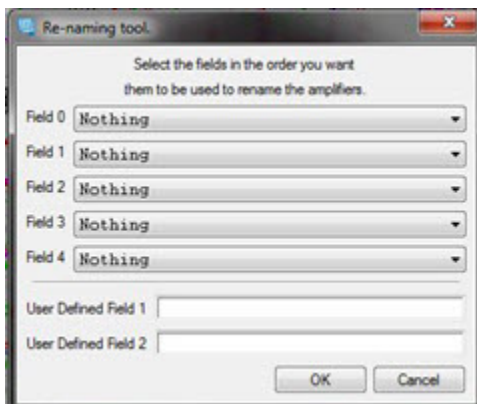 Re-naming tool.
Select the fields in the order you want
them to be used to rename the amplifiers.
Field 0 Nothing
Field 1 Nothing
Field 2 Nothing
Field 3 Nothing
Field 4 Nothing
User Defined Field 1
User Defined Field 2
OK Cancel